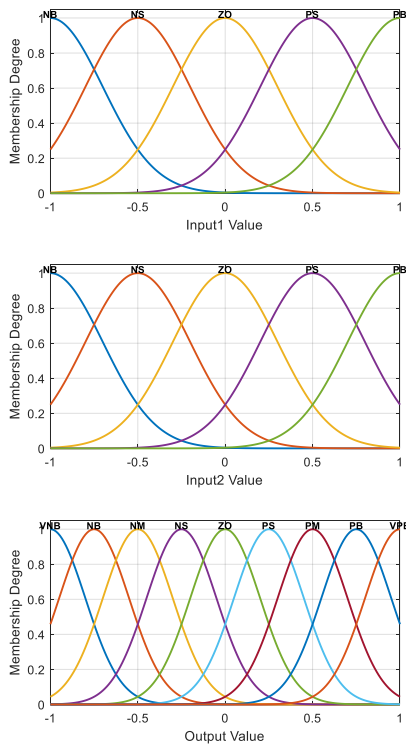 NB NS ZO PS PB
1
0.8
0.6
0.4
0.2
0
Membership Degree
-1 -0.5 0 0.5 1
Input1 Value
NB NS ZO PS PB
1
0.8
0.6
0.4
0.2
0
Membership Degree
-1 -0.5 0 0.5 1
Input2 Value
VNB NB NM NS ZO PS PM PB VPB
1
0.8
0.6
0.4
0.2
0
Membership Degree
-1 -0.5 0 0.5 1
Output Value